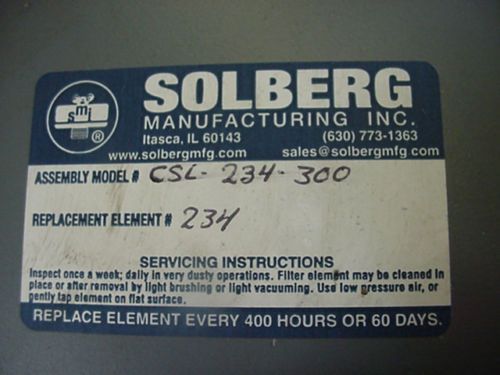 smi
®
SOLBERG
MANUFACTURING INC.
Itasca, IL 60143 (630) 773-1363
www.solbergmfg.com sales@solbergmfg.com
ASSEMBLY MODEL # CSL-234-300
REPLACEMENT ELEMENT # 234
SERVICING INSTRUCTIONS
Inspect once a week; daily in very dusty operations. Filter element may be cleaned in
place or after removal by light brushing or light vacuuming. Use low pressure air, or
gently tap element on flat surface.
REPLACE ELEMENT EVERY 400 HOURS OR 60 DAYS.